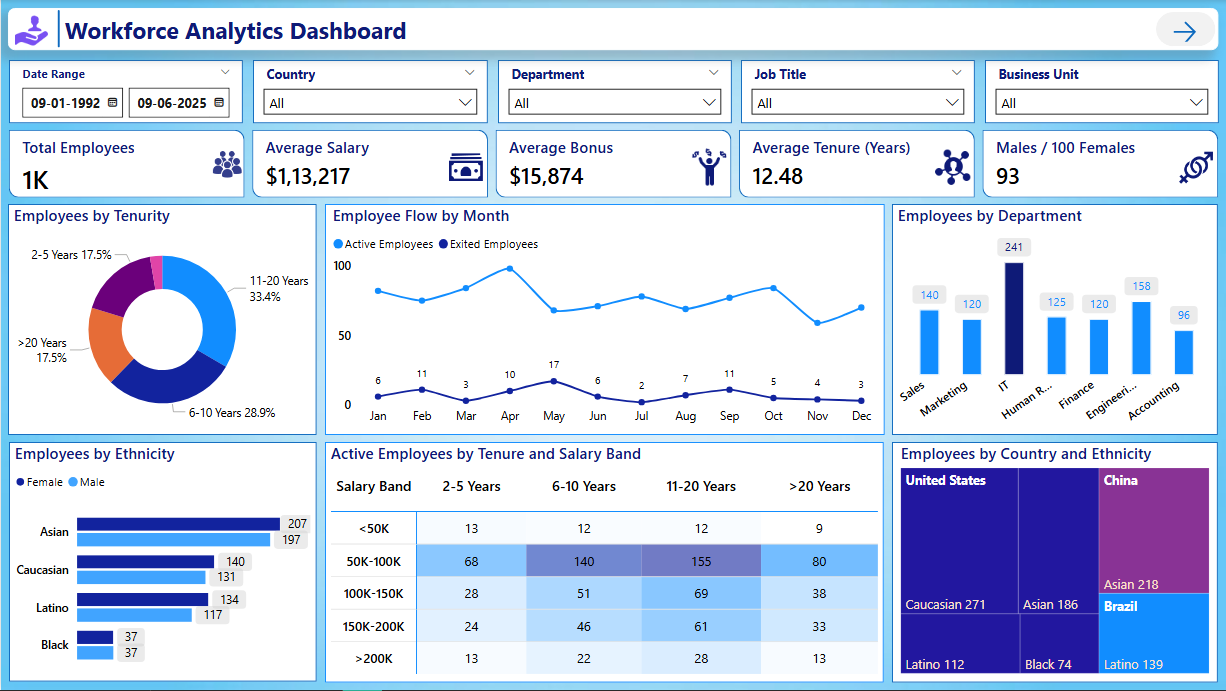 Workforce Analytics Dashboard
Date Range
09-01-1992 09-06-2025
Country
All
Department
All
Job Title
All
Business Unit
All
Total Employees
1K
Average Salary
$1,13,217
Average Bonus
$15,874
Average Tenure (Years)
12.48
Males / 100 Females
93
Employees by Tenurity
2-5 Years 17.5%
11-20 Years
33.4%
>20 Years
17.5%
6-10 Years 28.9%
Employee Flow by Month
Active Employees Exited Employees
100
50
0
6 11 3 10 17 6 2 7 11 5 4 3
Jan Feb Mar Apr May Jun Jul Aug Sep Oct Nov Dec
Employees by Department
140 120 241 125 120 158 96
Sales Marketing IT Human R... Finance Engineeri... Accounting
Employees by Ethnicity
Female Male
Asian 207 197
Caucasian 140 131
Latino 134 117
Black 37 37
Active Employees by Tenure and Salary Band
Salary Band 2-5 Years 6-10 Years 11-20 Years >20 Years
<50K 13 12 12 9
50K-100K 68 140 155 80
100K-150K 28 51 69 38
150K-200K 24 46 61 33
>200K 13 22 28 13
Employees by Country and Ethnicity
United States
Caucasian 271
Asian 186
Latino 112
Black 74
China
Asian 218
Brazil
Latino 139